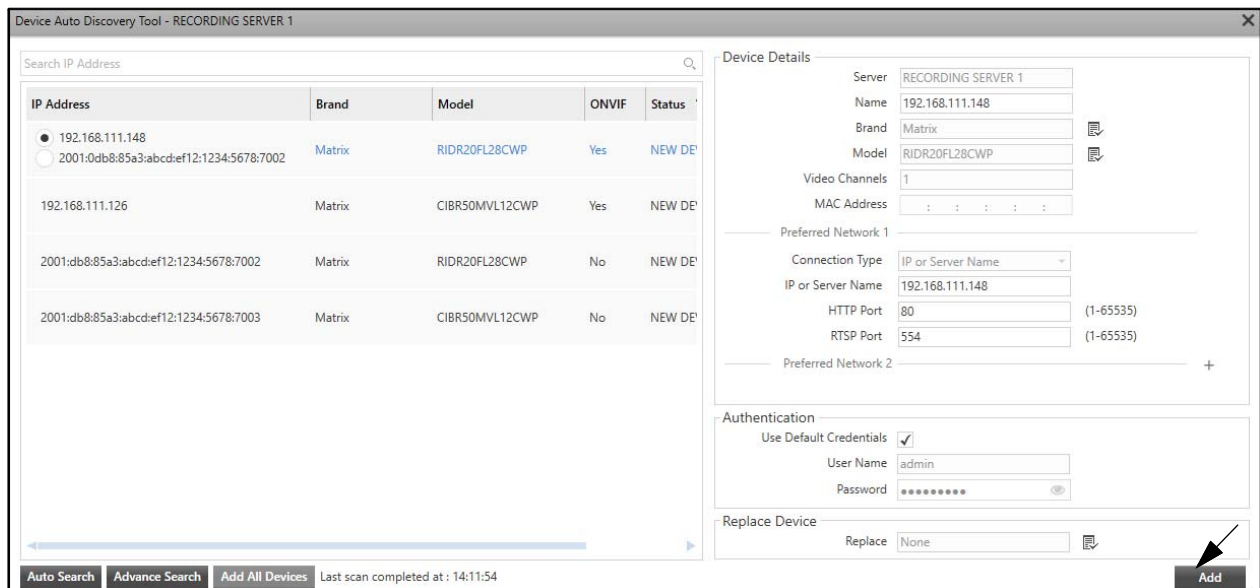 Device Auto Discovery Tool - RECORDING SERVER 1
Search IP Address
IP Address Brand Model ONVIF Status
192.168.111.148
2001:0db8:85a3:abcd:ef12:1234:5678:7002
Matrix RIDR20FL28CWP Yes NEW DE
192.168.111.126 Matrix CIBR50MVL12CWP Yes NEW DE
2001:db8:85a3:abcd:ef12:1234:5678:7002 Matrix RIDR20FL28CWP No NEW DE
2001:db8:85a3:abcd:ef12:1234:5678:7003 Matrix CIBR50MVL12CWP No NEW DE
Auto Search Advance Search Add All Devices Last scan completed at : 14:11:54
Device Details
Server RECORDING SERVER 1
Name 192.168.111.148
Brand Matrix
Model RIDR20FL28CWP
Video Channels 1
MAC Address : : : : :
Preferred Network 1
Connection Type IP or Server Name
IP or Server Name 192.168.111.148
HTTP Port 80 (1-65535)
RTSP Port 554 (1-65535)
Preferred Network 2 +
Authentication
Use Default Credentials ✓
User Name admin
Password •••••••••
Replace Device
Replace None
Add